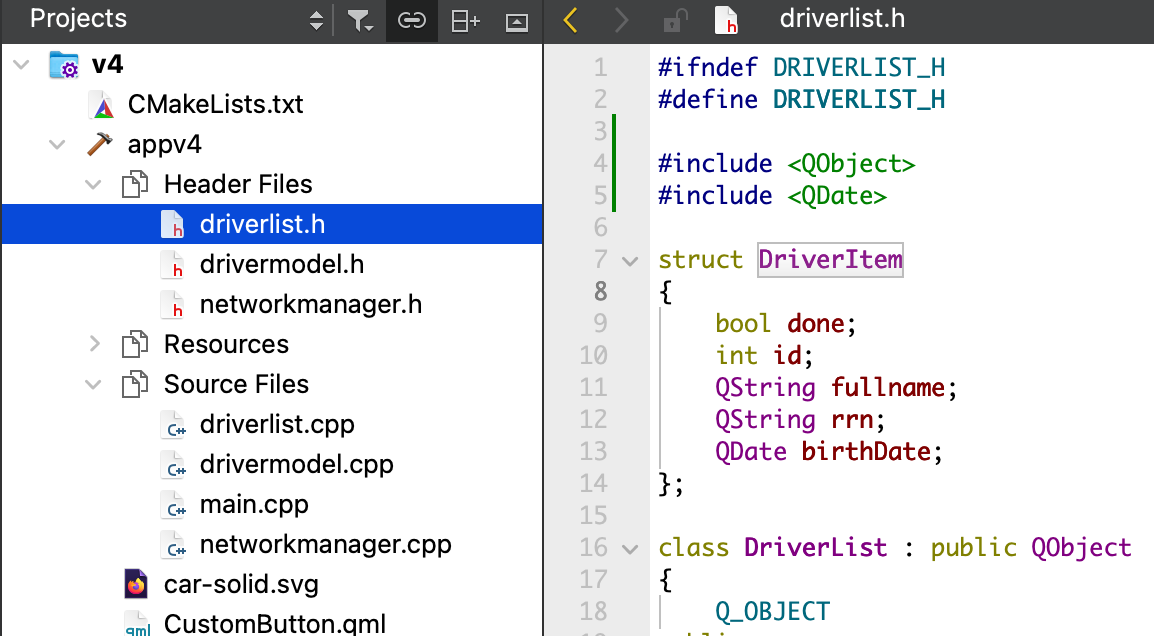 Projects
v4
CMakeLists.txt
appv4
Header Files
driverlist.h
drivermodel.h
networkmanager.h
Resources
Source Files
driverlist.cpp
drivermodel.cpp
main.cpp
networkmanager.cpp
car-solid.svg
CustomButton.qml
driverlist.h
1 #ifndef DRIVERLIST_H
2 #define DRIVERLIST_H
3
4 #include <QObject>
5 #include <QDate>
6
7 struct DriverItem
8 {
9 bool done;
10 int id;
11 QString fullname;
12 QString rrn;
13 QDate birthDate;
14 };
15
16 class DriverList : public QObject
17 {
18 Q_OBJECT